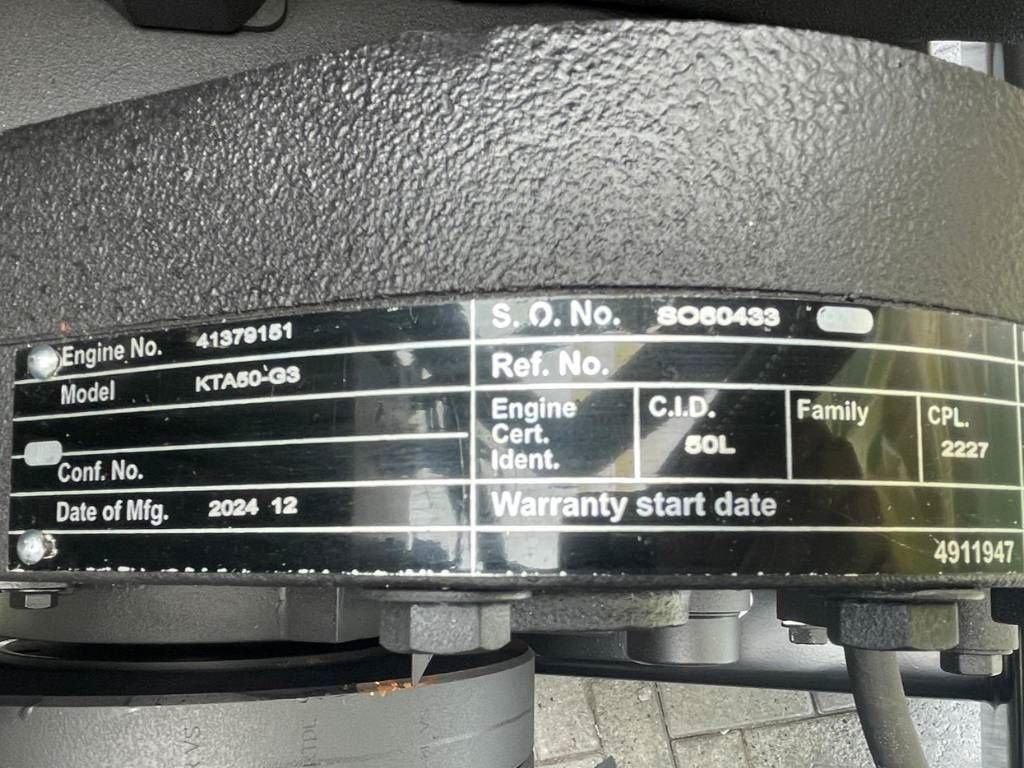 Engine No. 41379151
Model KTA50-G3
Conf. No.
Date of Mfg. 2024 12
S. O. No. SO60433
Ref. No.
Engine Cert. Ident.
C.I.D. 50L
Family
CPL. 2227
Warranty start date
4911947
VS